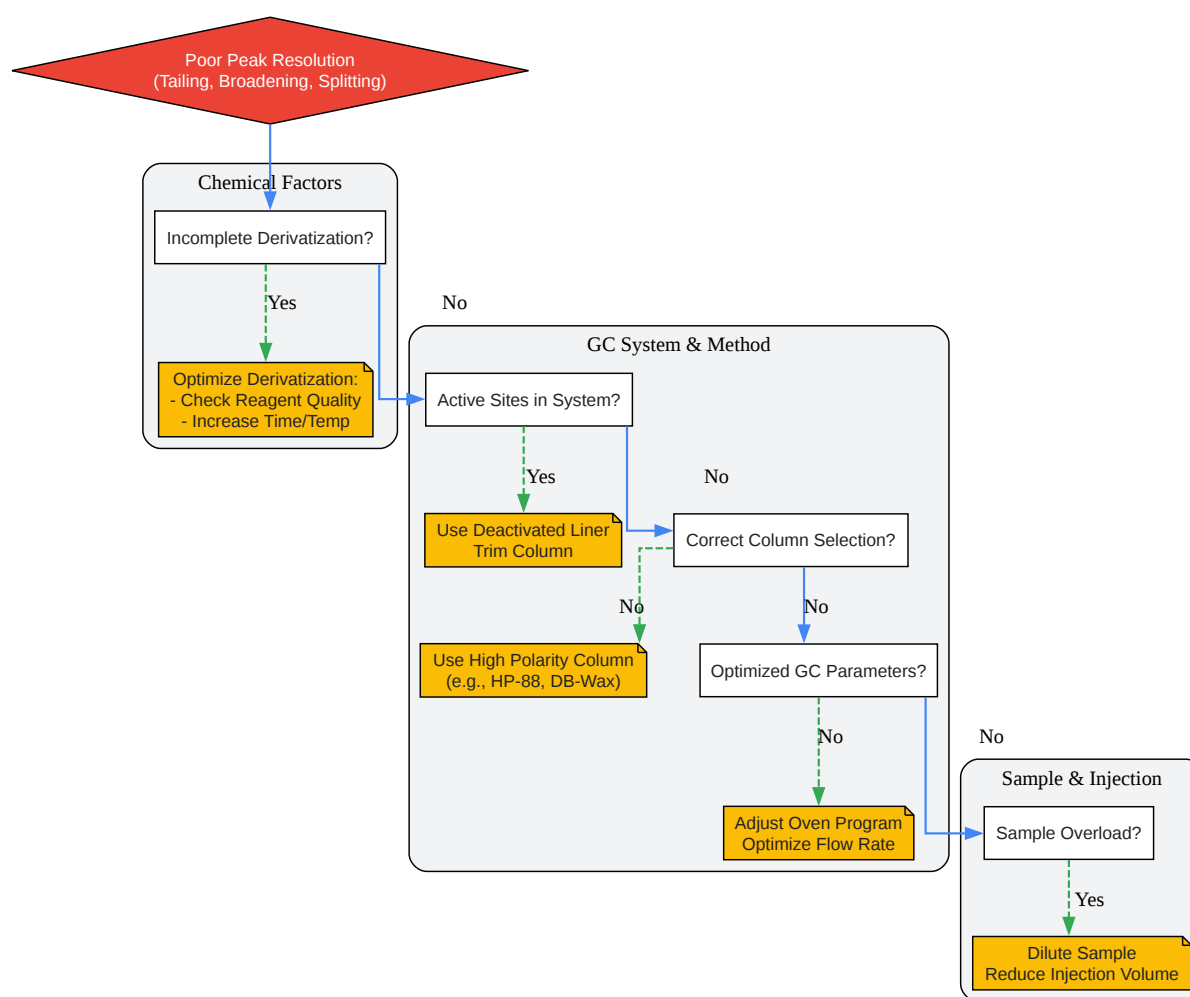 Poor Peak Resolution
(Tailing, Broadening, Splitting)
Chemical Factors
Incomplete Derivatization?
Yes
No
Optimize Derivatization:
- Check Reagent Quality
- Increase Time/Temp
GC System & Method
Active Sites in System?
Yes
No
Use Deactivated Liner
Trim Column
Correct Column Selection?
No
No
Use High Polarity Column
(e.g., HP-88, DB-Wax)
Optimized GC Parameters?
No
No
Adjust Oven Program
Optimize Flow Rate
Sample & Injection
Sample Overload?
Yes
Dilute Sample
Reduce Injection Volume